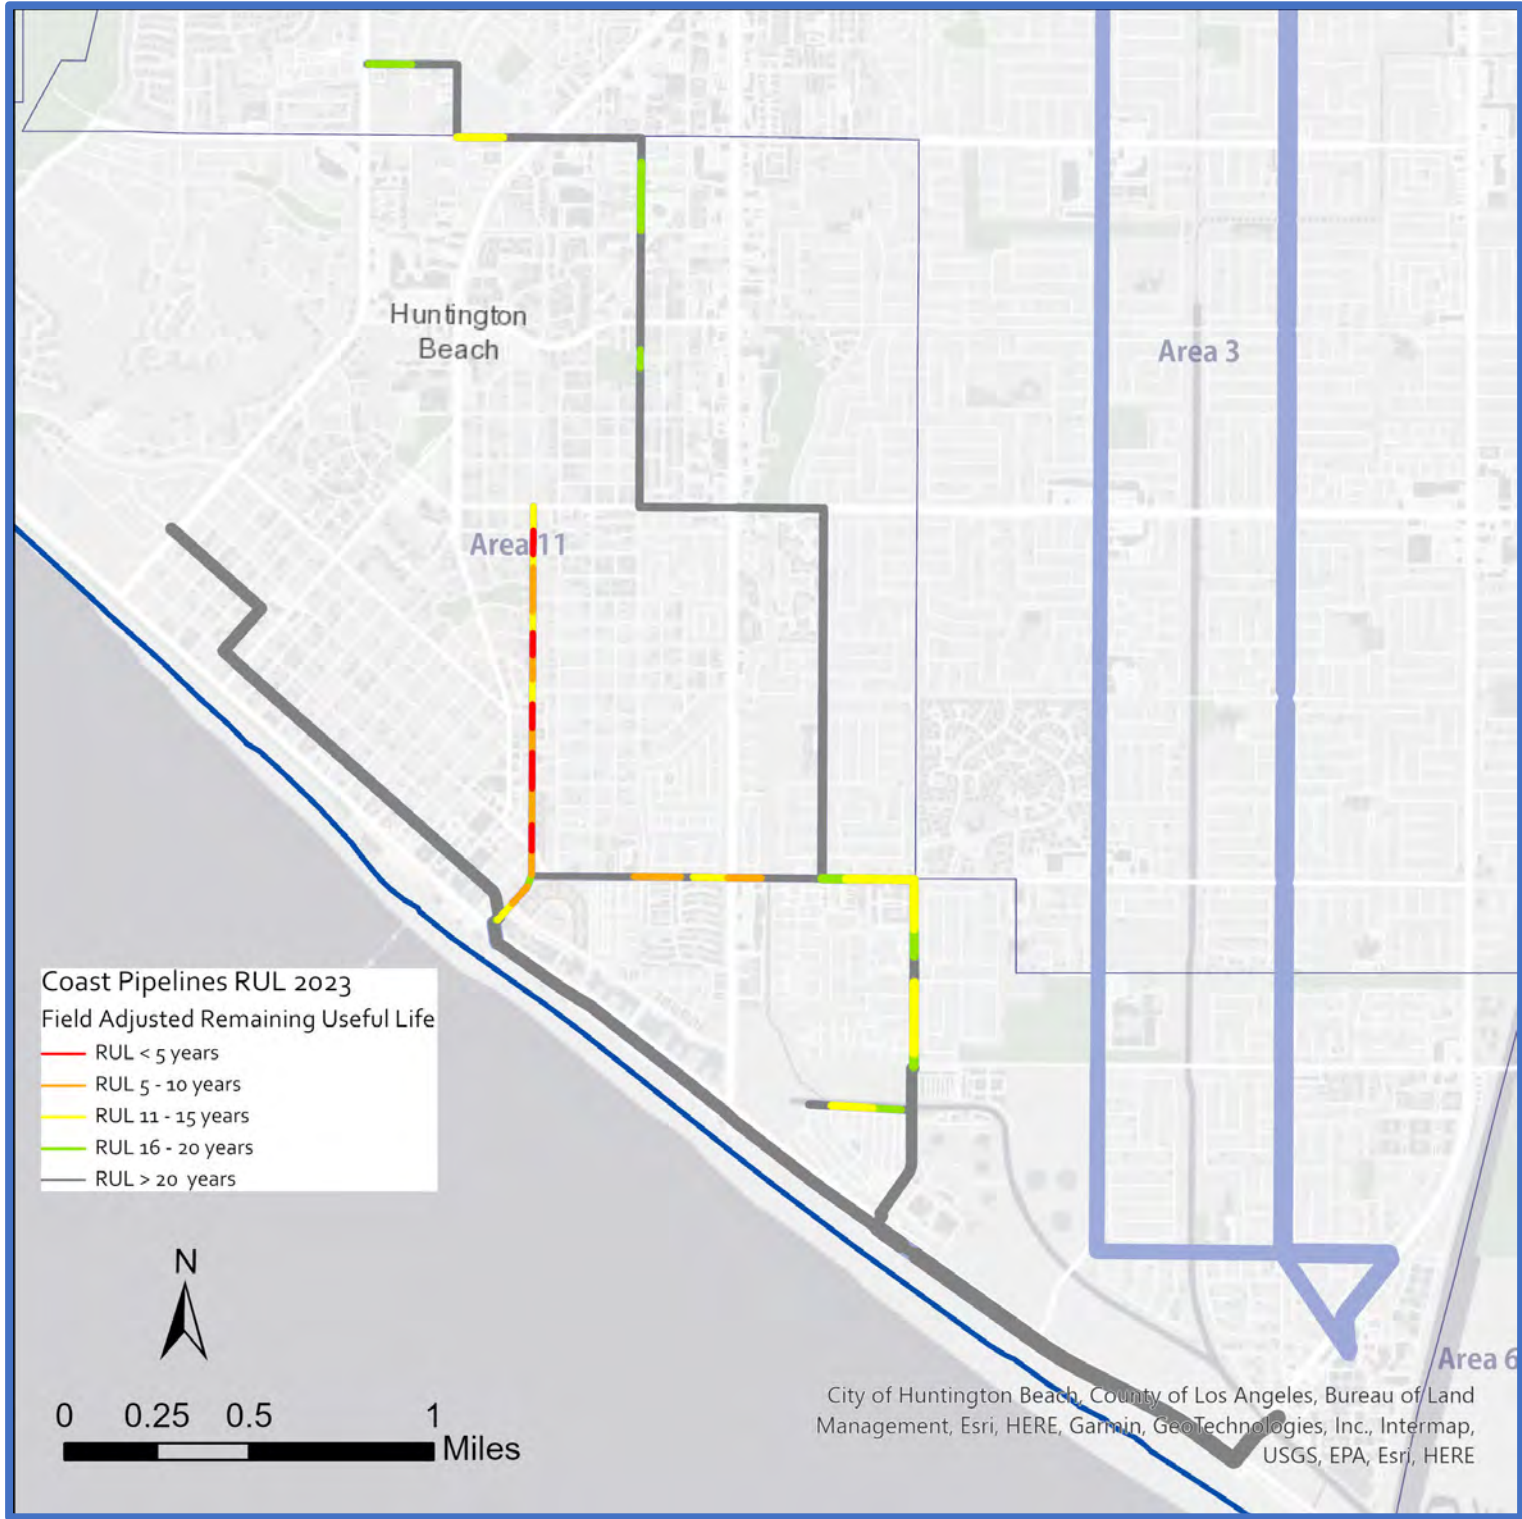 Huntington
Beach
Area 3
Area 11
Coast Pipelines RUL 2023
Field Adjusted Remaining Useful Life
RUL < 5 years
RUL 5 - 10 years
RUL 11 - 15 years
RUL 16 - 20 years
RUL > 20 years
N
0 0.25 0.5 1
Miles
Area 6
City of Huntington Beach, County of Los Angeles, Bureau of Land
Management, Esri, HERE, Garmin, GeoTechnologies, Inc., Intermap,
USGS, EPA, Esri, HERE